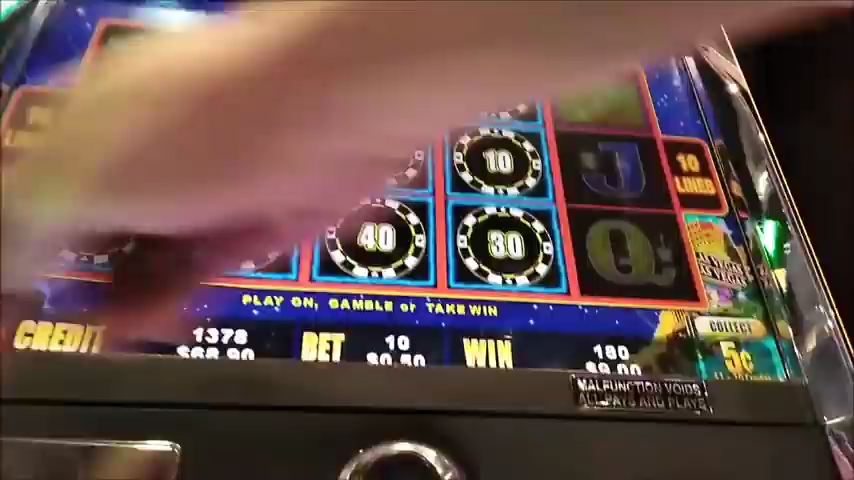 10
J
10
LINES
40
30
Q
PLAY ON, GAMBLE or TAKE WIN
CREDIT
1378
$68.90
BET
10
$0.50
WIN
180
$9.00
COLLECT
5¢
MALFUNCTION VOIDS
ALL PAYS AND PLAYS